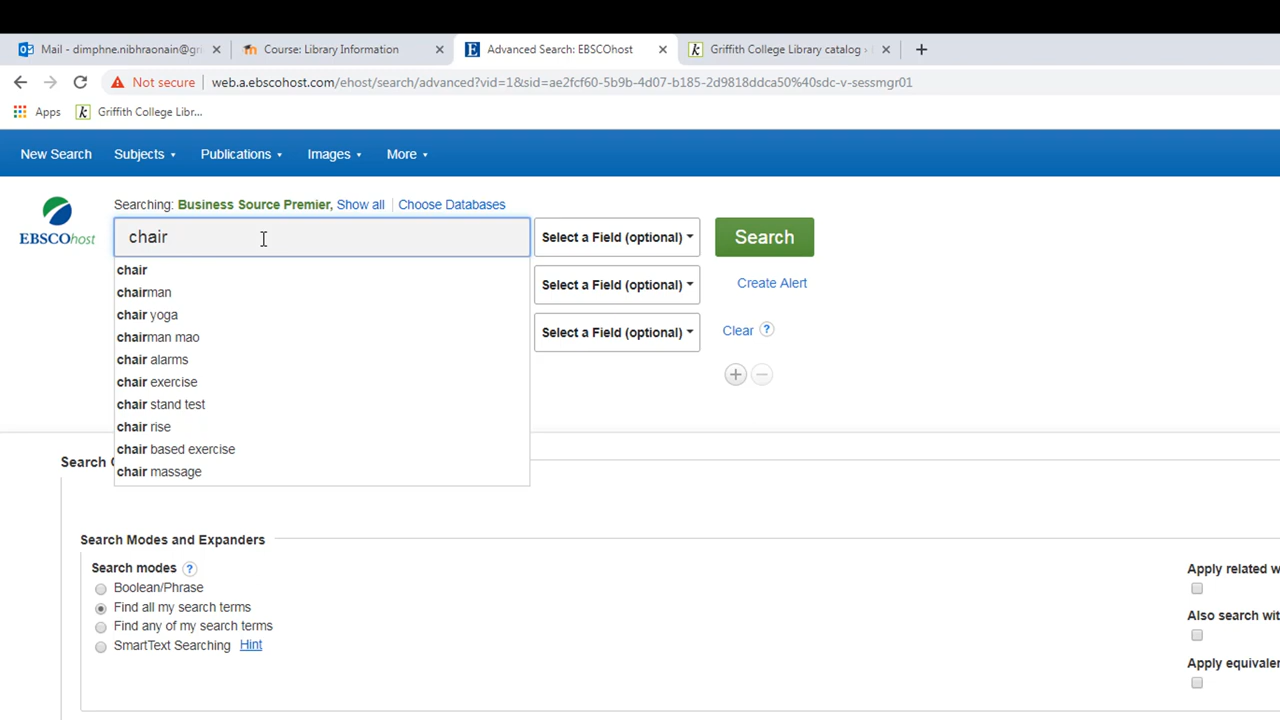 Mail - dimphne.nibhraonain@gri
Course: Library Information
Advanced Search: EBSCOhost
Griffith College Library catalog ›
Not secure web.a.ebscohost.com/ehost/search/advanced?vid=1&sid=ae2fcf60-5b9b-4d07-b185-2d9818ddca50%40sdc-v-sessmgr01
Apps Griffith College Libr...
New Search Subjects Publications Images More
Searching: Business Source Premier, Show all Choose Databases
EBSCOhost
chair Select a Field (optional) Search
chair
Select a Field (optional) Create Alert
chairman
chair yoga
Select a Field (optional) Clear ?
chairman mao
chair alarms
chair exercise
chair stand test
chair rise
chair based exercise
Search
chair massage
Search Modes and Expanders
Search modes ?
Apply related w
Boolean/Phrase
Find all my search terms
Also search wit
Find any of my search terms
SmartText Searching Hint
Apply equivalen